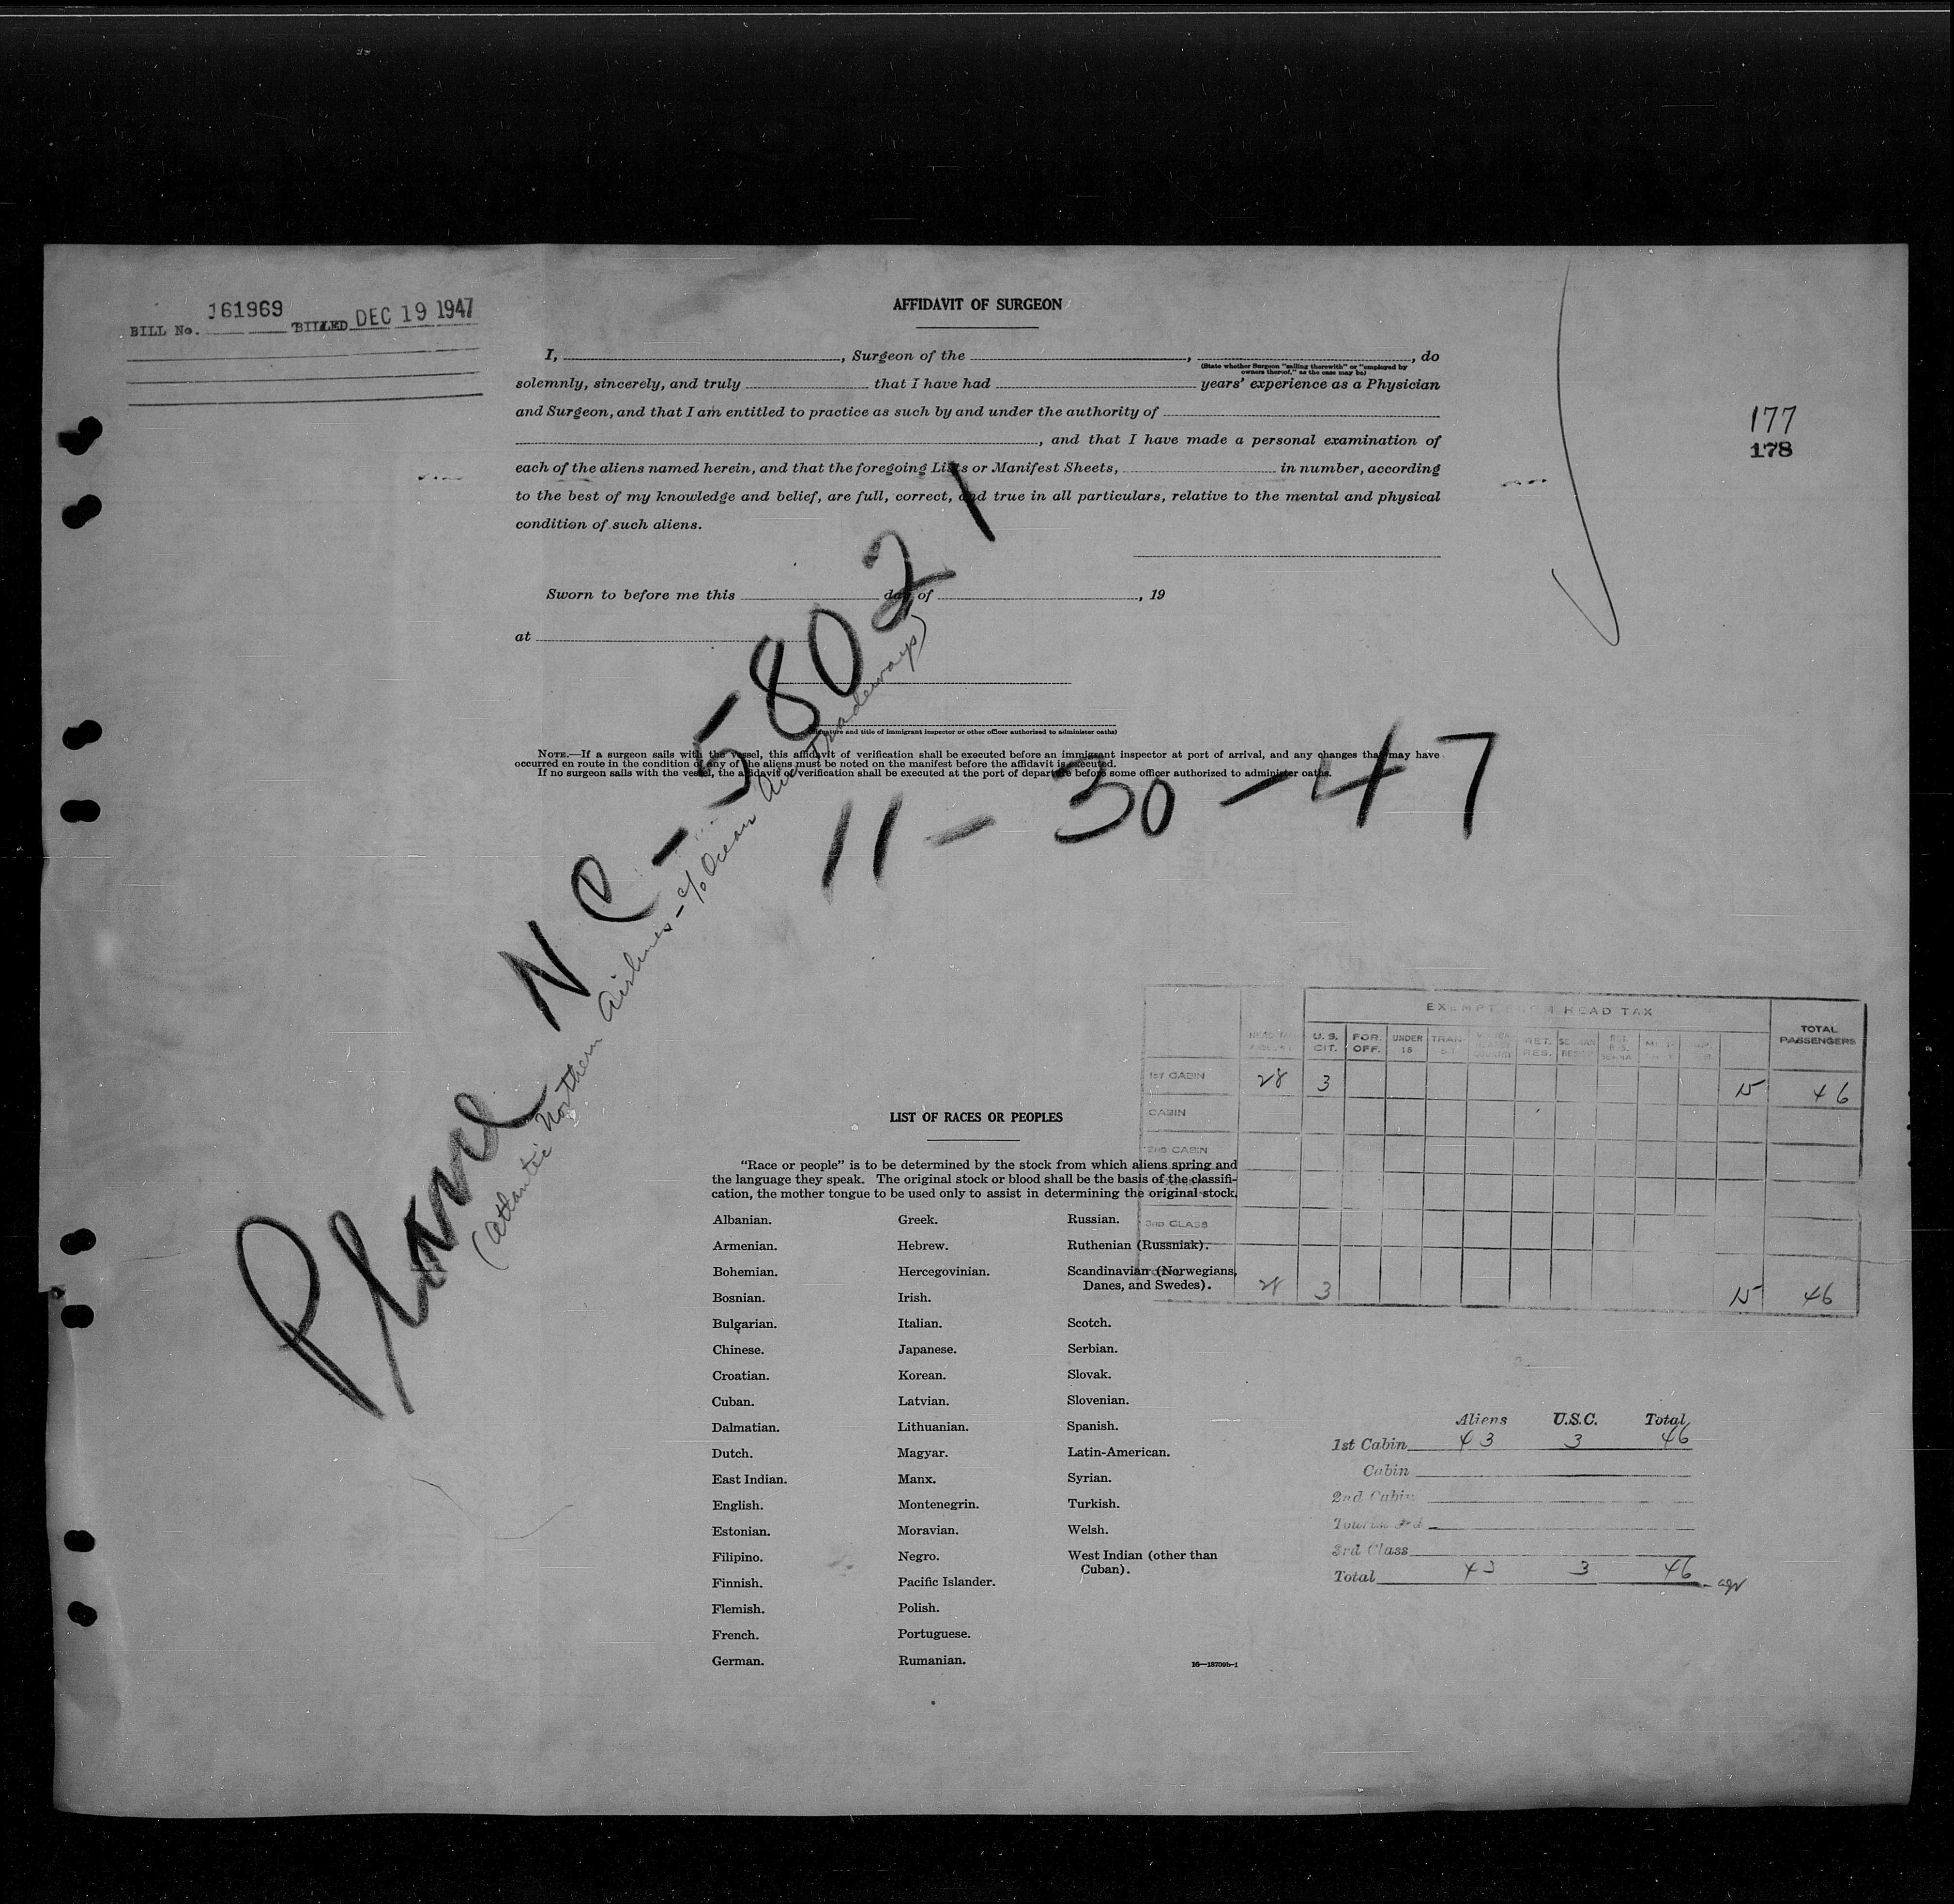 BILL No. 161969 BILLED DEC 19 1947
AFFIDAVIT OF SURGEON
I, , Surgeon of the , , do
(State whether Surgeon "sailing therewith" or "employed by
owners thereof," as the case may be)
solemnly, sincerely, and truly that I have had years' experience as a Physician
and Surgeon, and that I am entitled to practice as such by and under the authority of
, and that I have made a personal examination of
each of the aliens named herein, and that the foregoing Lists or Manifest Sheets, in number, according
to the best of my knowledge and belief, are full, correct, and true in all particulars, relative to the mental and physical
condition of such aliens.
177
178
Sworn to before me this day of , 19
at
(Signature and title of immigrant inspector or other officer authorized to administer oaths)
NOTE.—If a surgeon sails with the vessel, this affidavit of verification shall be executed before an immigrant inspector at port of arrival, and any changes that may have
occurred en route in the condition of any of the aliens must be noted on the manifest before the affidavit is executed.
If no surgeon sails with the vessel, the affidavit of verification shall be executed at the port of departure before some officer authorized to administer oaths.
Plane NC-58021
(Atlantic Northern Airlines - c/o Ocean Air Tradeways)
11-30-47
EXEMPT FROM HEAD TAX
U.S. CIT. FOR. OFF. UNDER 16 TRAN- RET. RES. TOTAL PASSENGERS
1ST CABIN 28 3 15 46
CABIN
2ND CABIN
3RD CLASS
28 3 15 46
LIST OF RACES OR PEOPLES
"Race or people" is to be determined by the stock from which aliens spring and
the language they speak. The original stock or blood shall be the basis of the classifi-
cation, the mother tongue to be used only to assist in determining the original stock.
Albanian.
Armenian.
Bohemian.
Bosnian.
Bulgarian.
Chinese.
Croatian.
Cuban.
Dalmatian.
Dutch.
East Indian.
English.
Estonian.
Filipino.
Finnish.
Flemish.
French.
German.
Greek.
Hebrew.
Hercegovinian.
Irish.
Italian.
Japanese.
Korean.
Latvian.
Lithuanian.
Magyar.
Manx.
Montenegrin.
Moravian.
Negro.
Pacific Islander.
Polish.
Portuguese.
Rumanian.
Russian.
Ruthenian (Russniak).
Scandinavian (Norwegians,
Danes, and Swedes).
Scotch.
Serbian.
Slovak.
Slovenian.
Spanish.
Latin-American.
Syrian.
Turkish.
Welsh.
West Indian (other than
Cuban).
16—18709b-1
Aliens U.S.C. Total
1st Cabin 43 3 46
Cabin
2nd Cabin
Tourist 3rd
3rd Class
Total 43 3 46